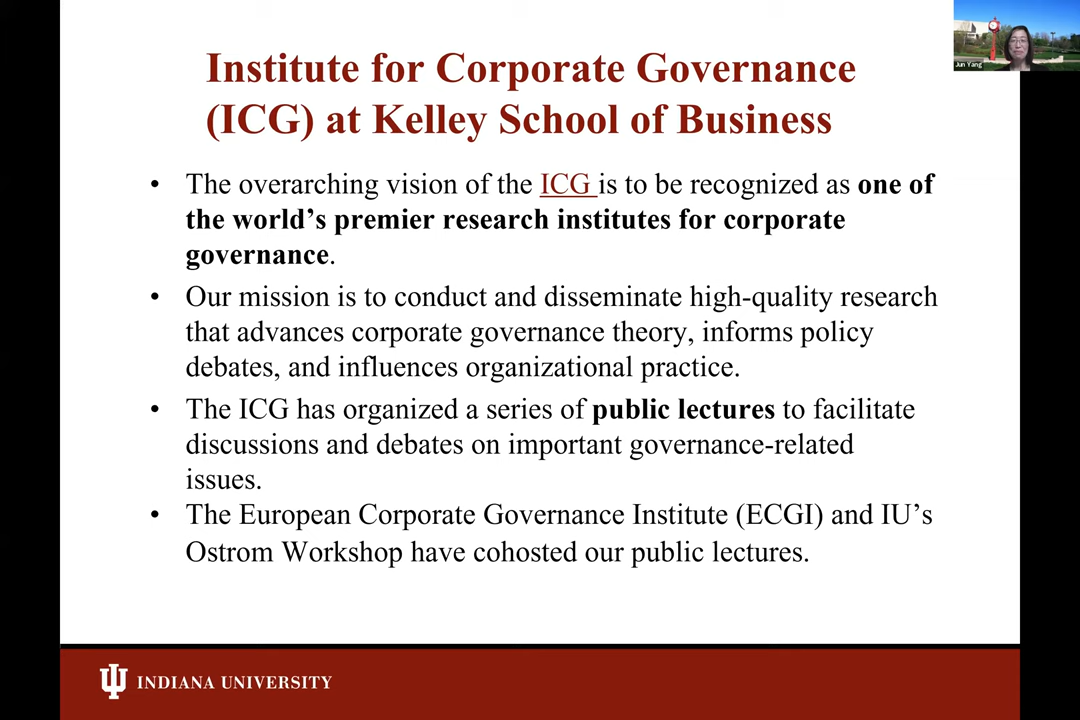 Institute for Corporate Governance
(ICG) at Kelley School of Business
Jun Yang
• The overarching vision of the ICG is to be recognized as one of
the world’s premier research institutes for corporate
governance.
• Our mission is to conduct and disseminate high-quality research
that advances corporate governance theory, informs policy
debates, and influences organizational practice.
• The ICG has organized a series of public lectures to facilitate
discussions and debates on important governance-related
issues.
• The European Corporate Governance Institute (ECGI) and IU’s
Ostrom Workshop have cohosted our public lectures.
INDIANA UNIVERSITY